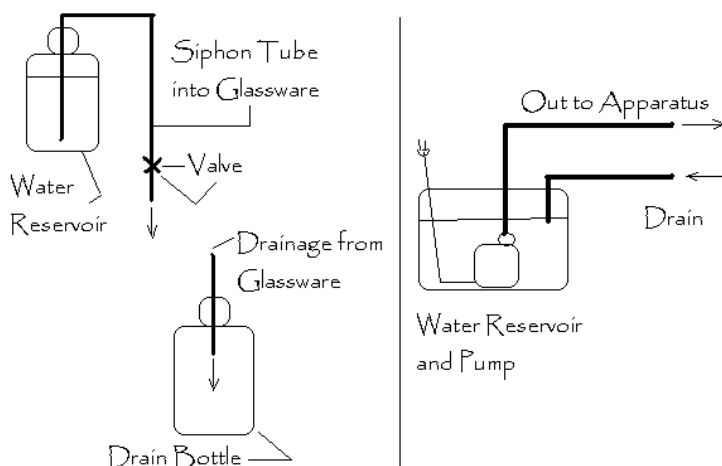 Siphon Tube
into Glassware
Valve
Water
Reservoir
Drainage from
Glassware
Drain Bottle
Out to Apparatus
Drain
Water Reservoir
and Pump